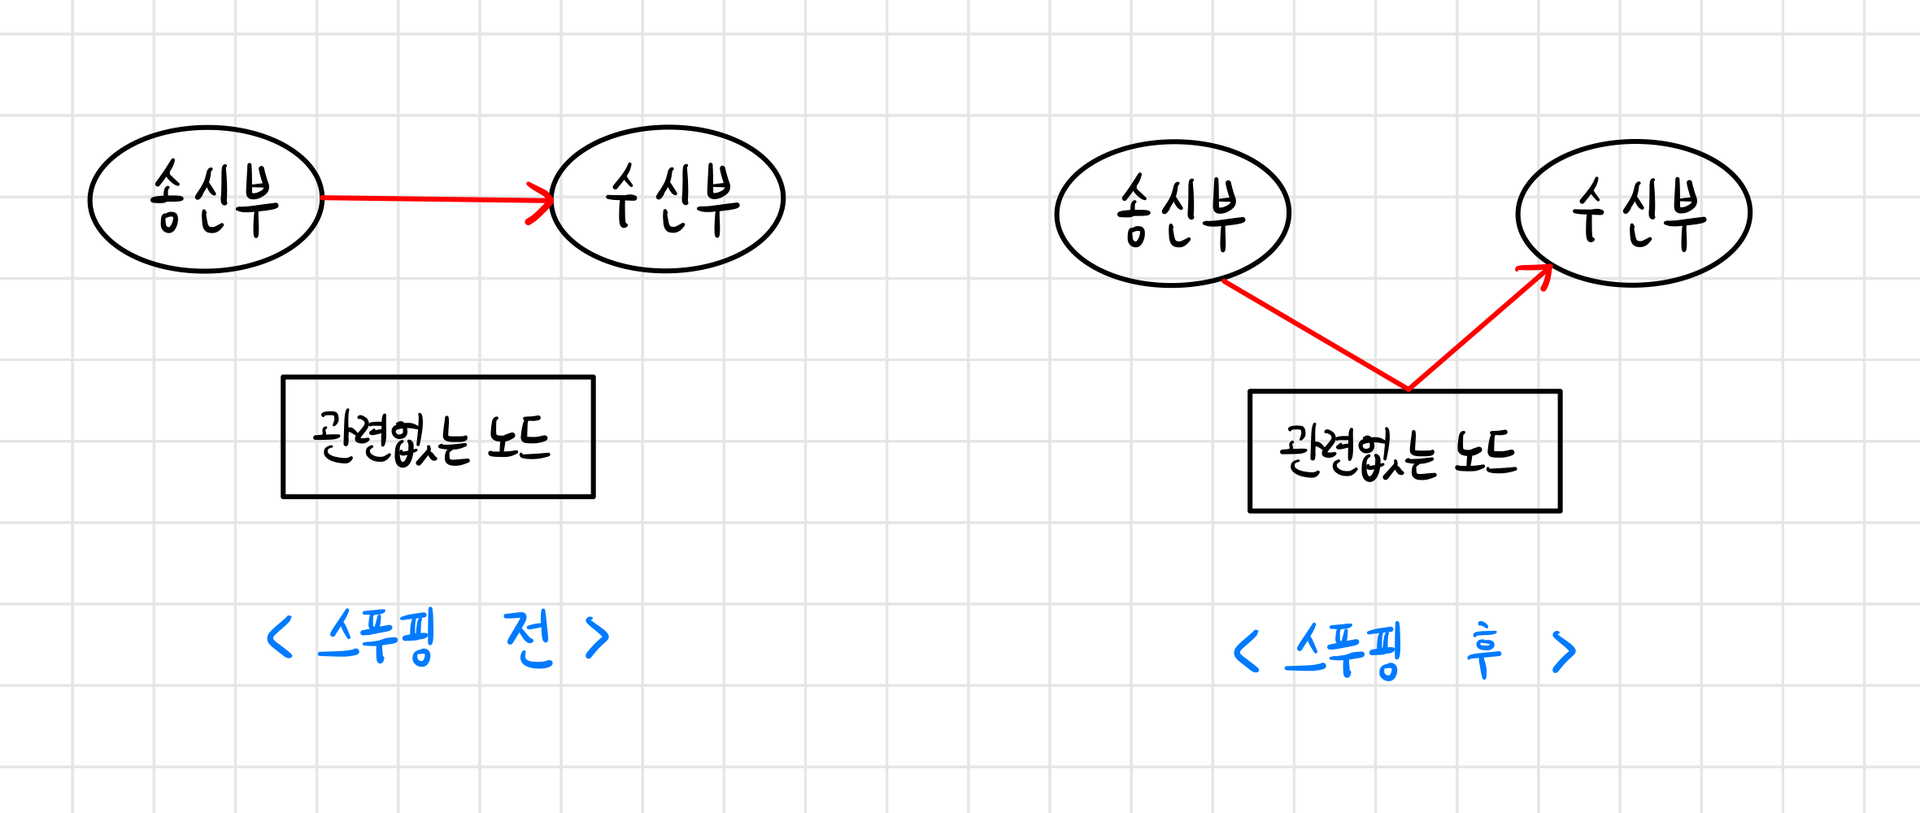 송신부
수신부
관련없는 노드
< 스푸핑 전 >
송신부
수신부
관련없는 노드
< 스푸핑 후 >